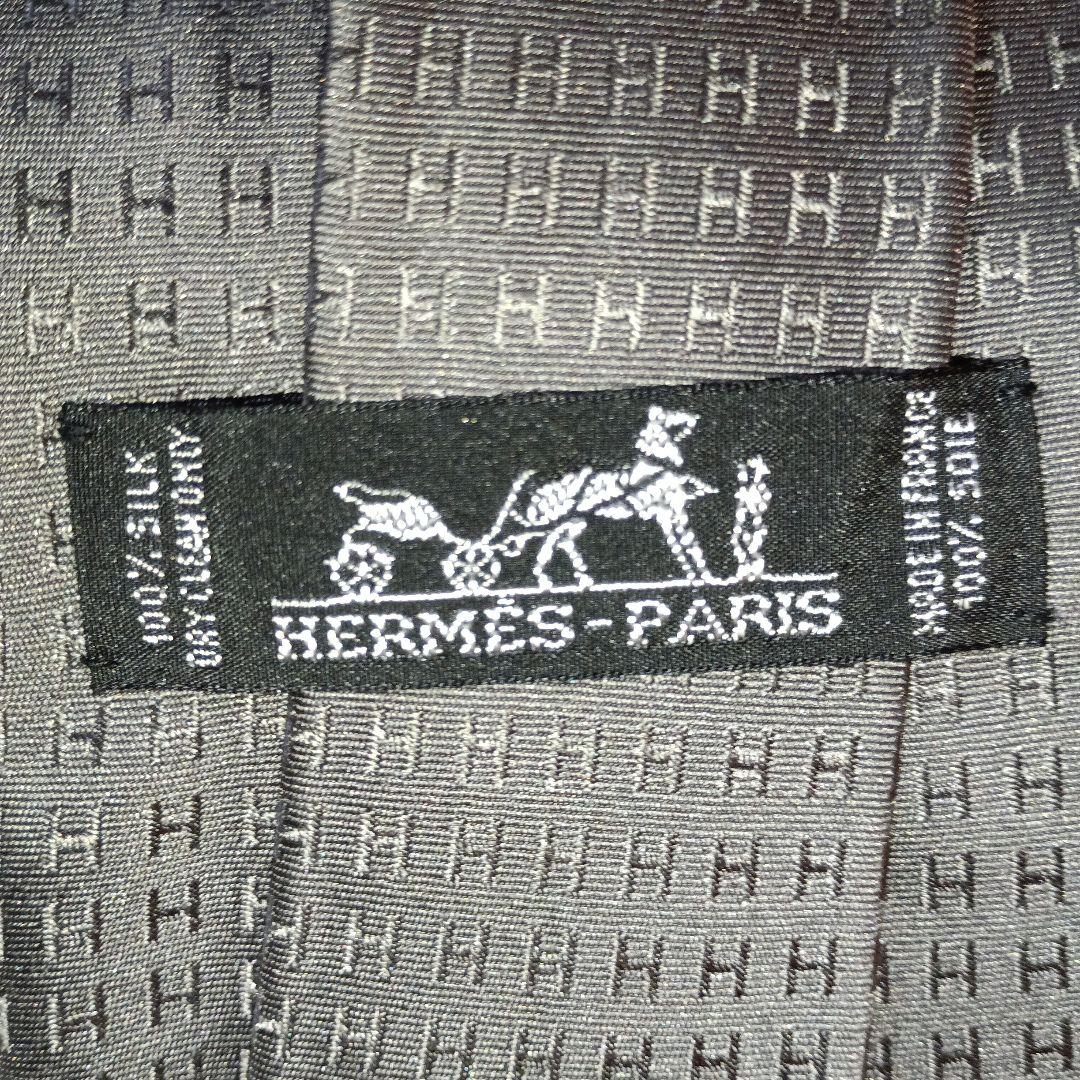 100% SILK
DRY CLEAN ONLY
HERMÈS-PARIS
MADE IN FRANCE
100% SOIE